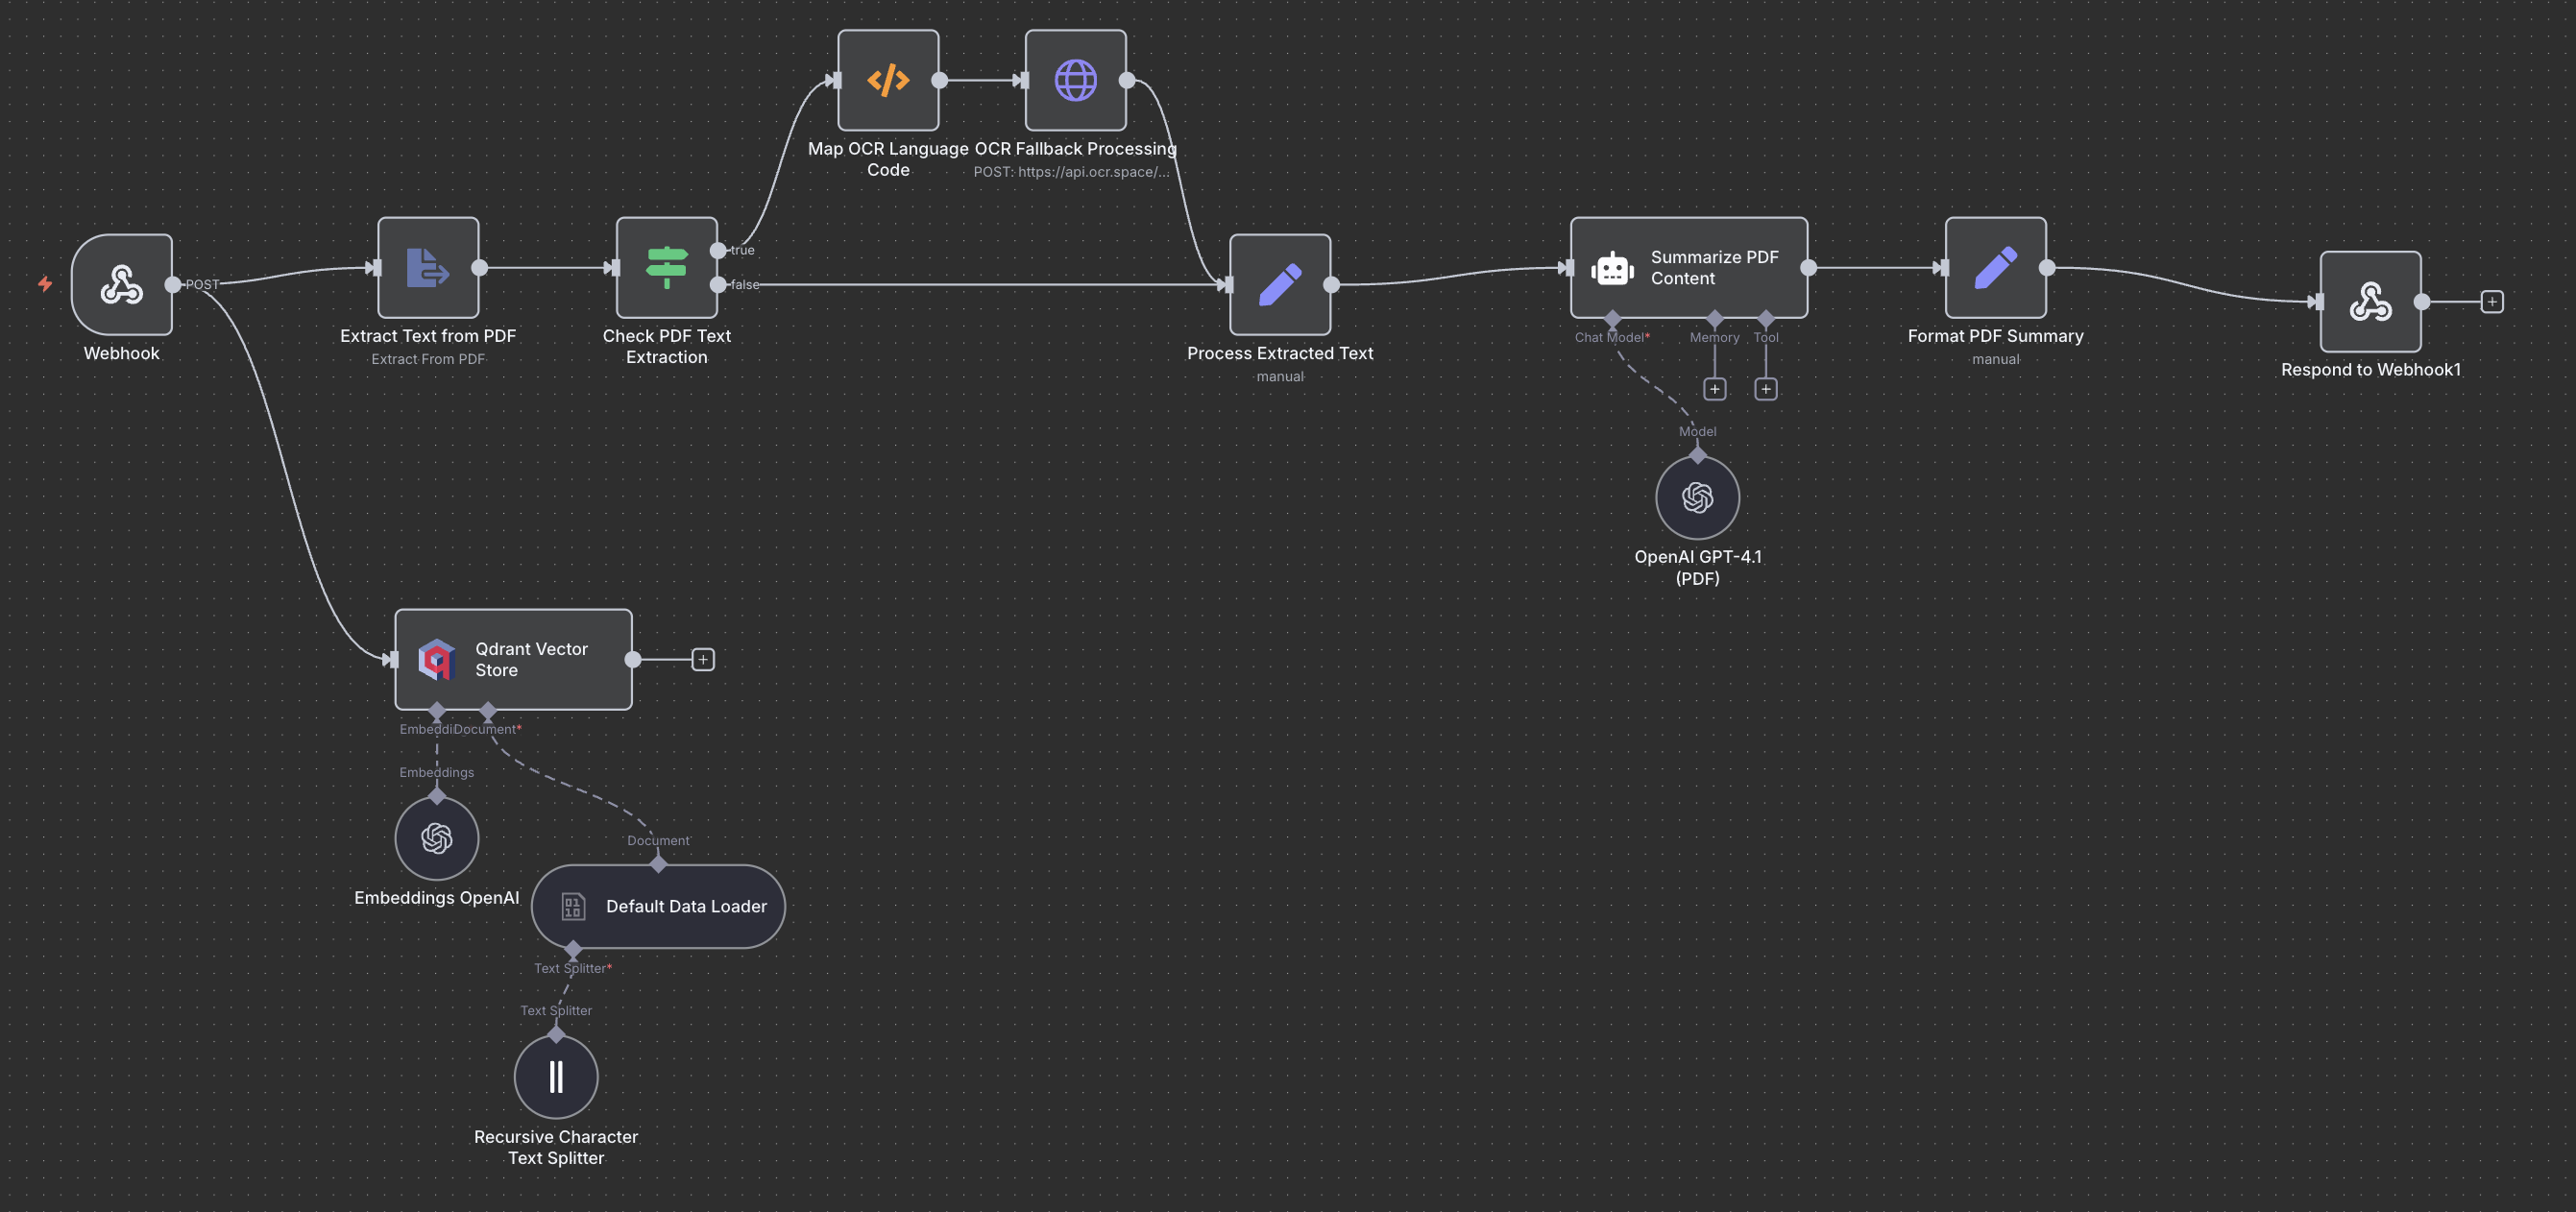 Map OCR Language
Code
OCR Fallback Processing
POST: https://api.ocr.space/...
POST
Webhook
Extract Text from PDF
Extract From PDF
true
false
Check PDF Text
Extraction
Process Extracted Text
manual
Summarize PDF
Content
Chat Model*
Memory
Tool
Model
OpenAI GPT-4.1
(PDF)
Format PDF Summary
manual
Respond to Webhook1
Qdrant Vector
Store
Embeddi
Document*
Embeddings
Embeddings OpenAI
Document
Default Data Loader
Text Splitter*
Text Splitter
Recursive Character
Text Splitter